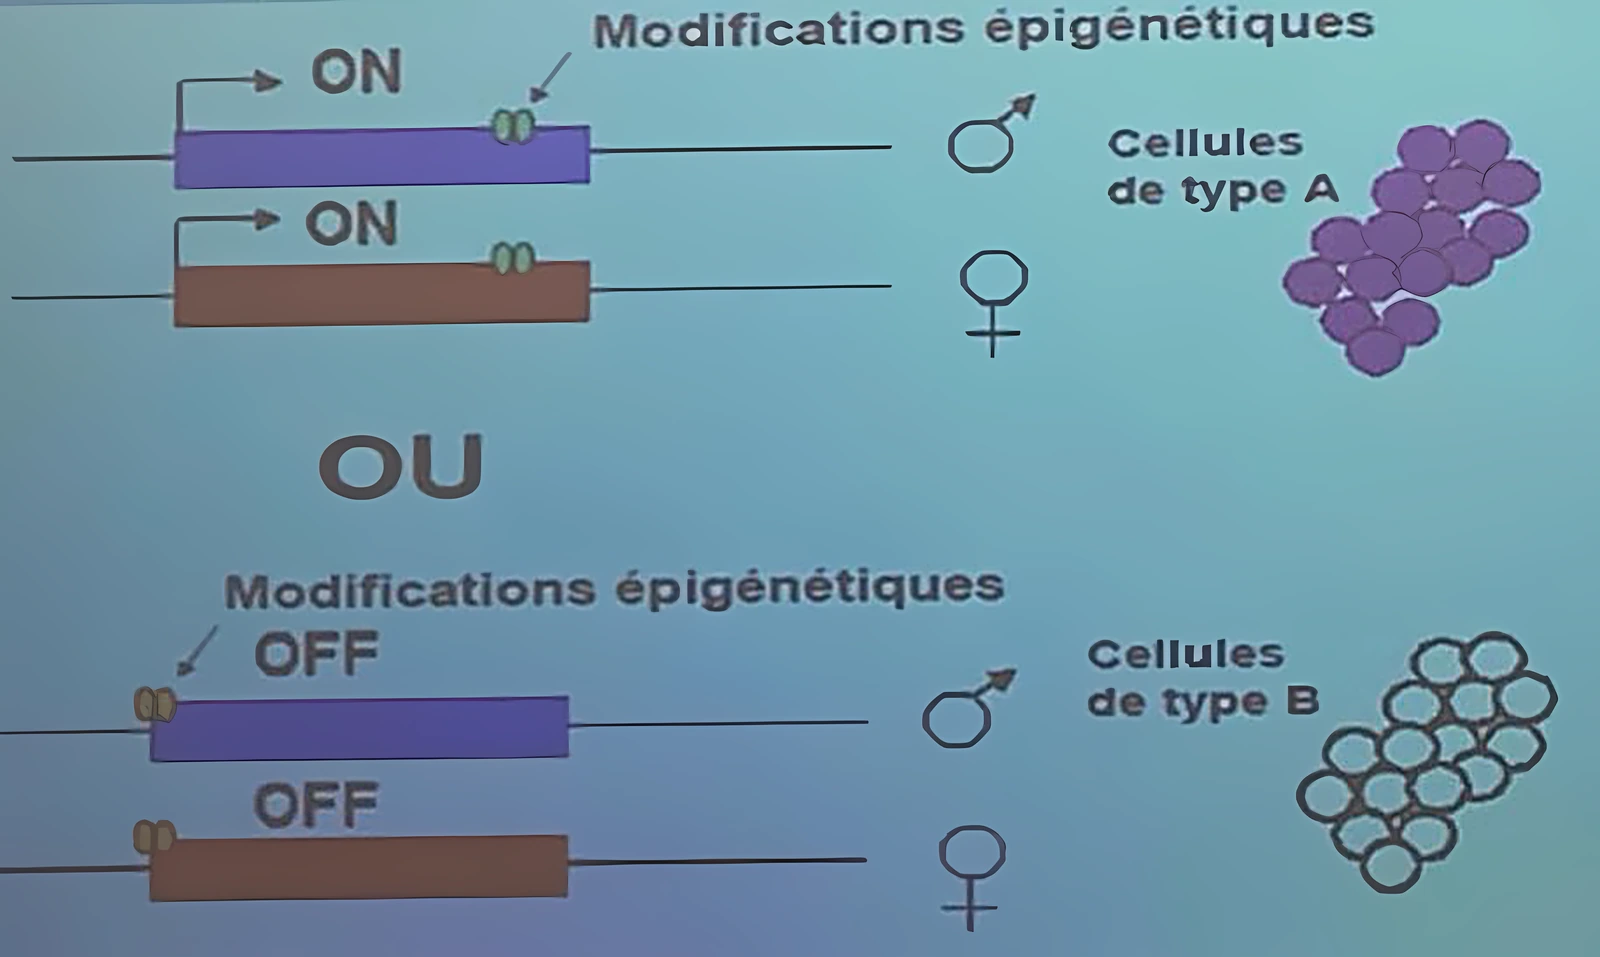 Modifications épigénétiques
ON
Cellules
de type A
ON
OU
Modifications épigénétiques
OFF
Cellules
de type B
OFF